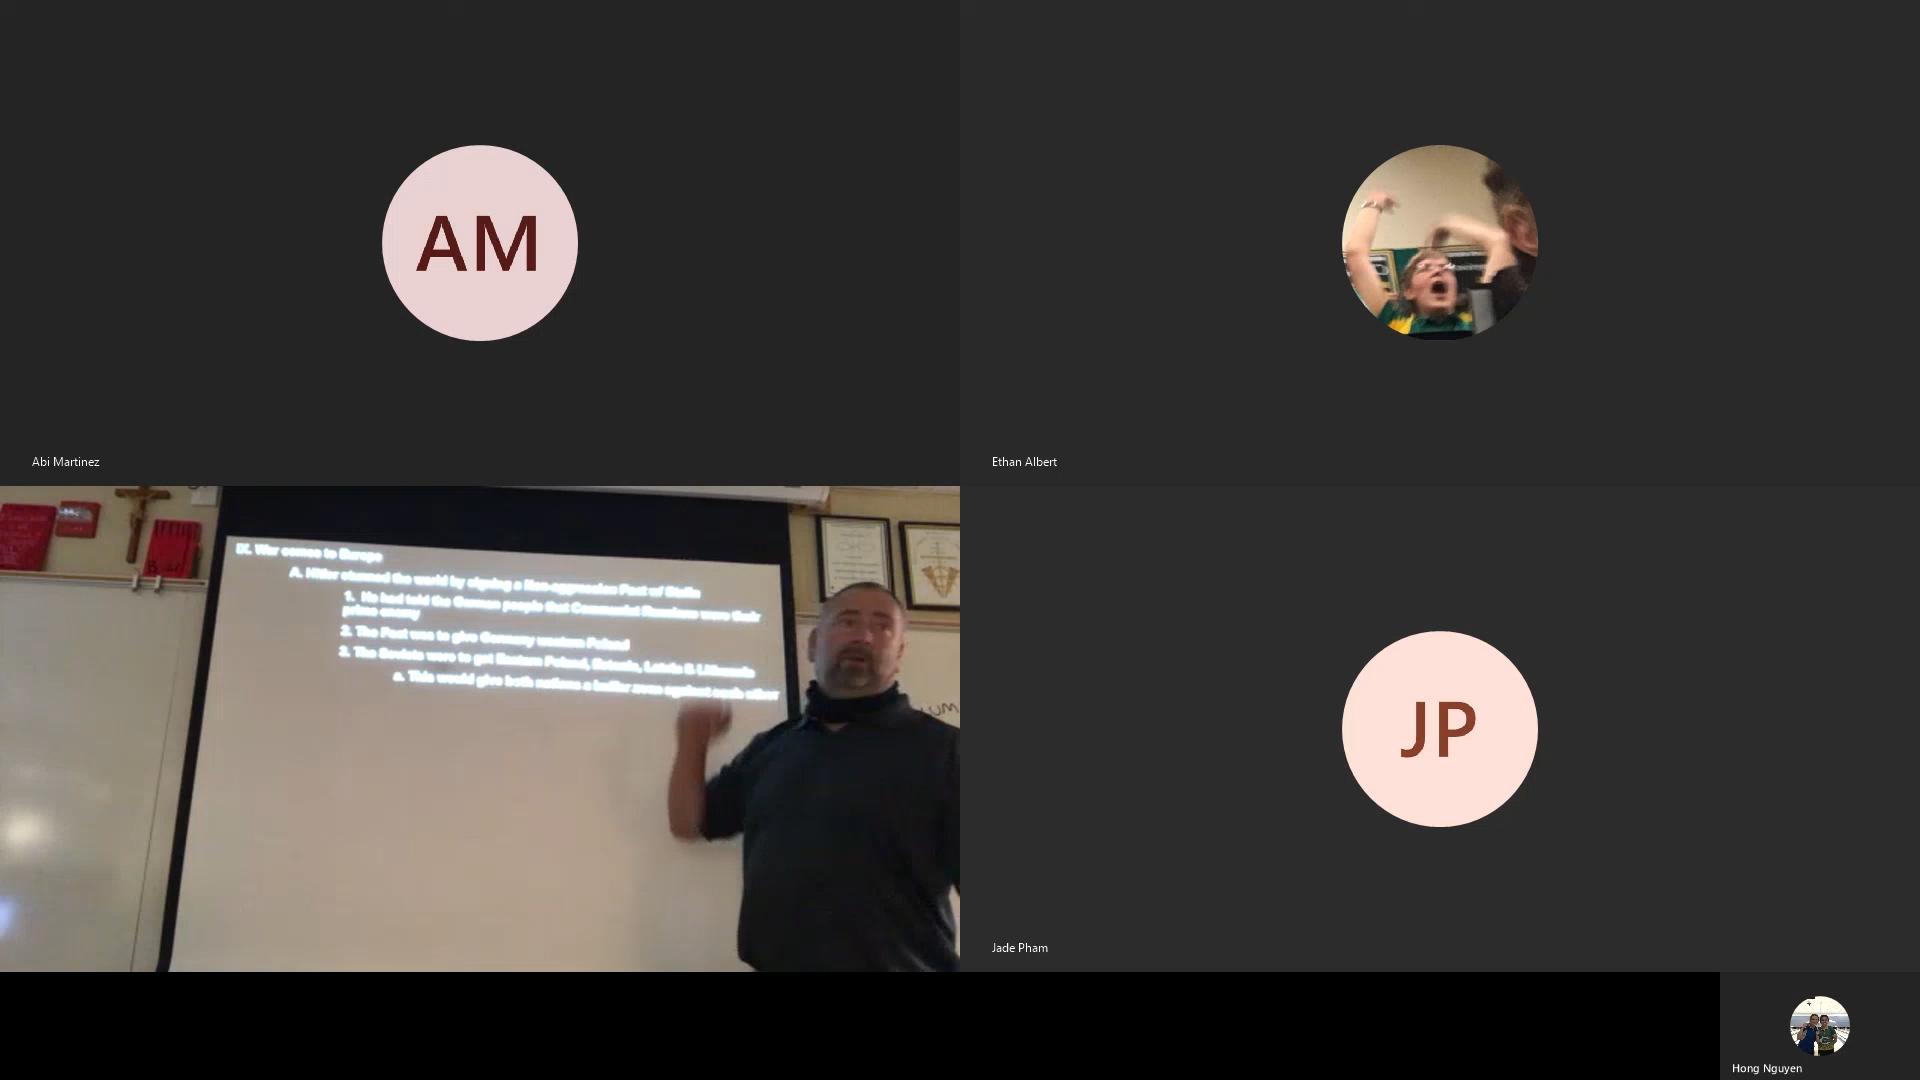 AM
Abi Martinez
Ethan Albert
IX. War comes to Europe
A. Hitler stunned the world by signing a Non-aggression Pact w/ Stalin
1. He had told the German people that Communist Russians were their
prime enemy
2. The Pact was to give Germany western Poland
3. The Soviets were to get Eastern Poland, Estonia, Latvia & Lithuania
a. This would give both nations a buffer zone against each other
JP
Jade Pham
Hong Nguyen